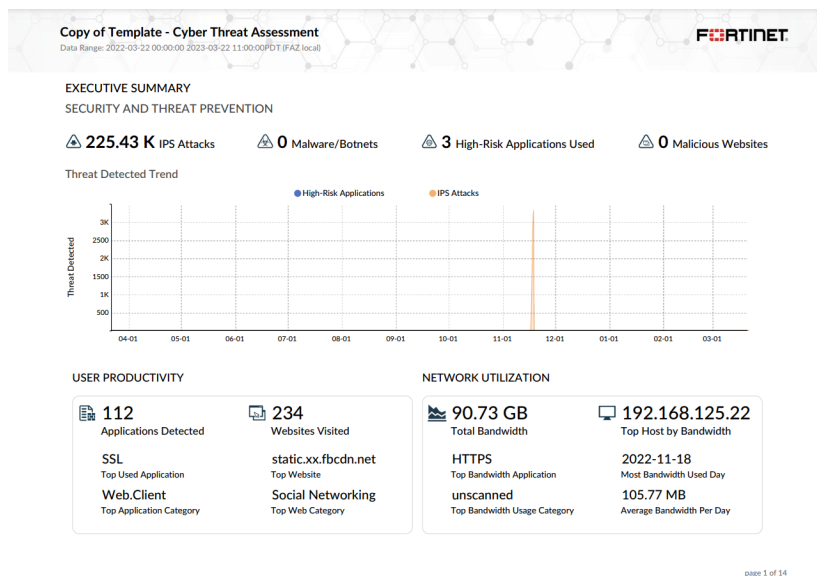 Copy of Template - Cyber Threat Assessment
Data Range: 2022-03-22 00:00:00 2023-03-22 11:00:00PDT (FAZ local)
FORTINET
EXECUTIVE SUMMARY
SECURITY AND THREAT PREVENTION
225.43 K IPS Attacks
0 Malware/Botnets
3 High-Risk Applications Used
0 Malicious Websites
Threat Detected Trend
High-Risk Applications
IPS Attacks
Threat Detected
3K
2500
2K
1500
1K
500
04-01 05-01 06-01 07-01 08-01 09-01 10-01 11-01 12-01 01-01 02-01 03-01
USER PRODUCTIVITY
112
Applications Detected
234
Websites Visited
SSL
Top Used Application
static.xx.fbcdn.net
Top Website
Web.Client
Top Application Category
Social Networking
Top Web Category
NETWORK UTILIZATION
90.73 GB
Total Bandwidth
192.168.125.22
Top Host by Bandwidth
HTTPS
Top Bandwidth Application
2022-11-18
Most Bandwidth Used Day
unscanned
Top Bandwidth Usage Category
105.77 MB
Average Bandwidth Per Day
page 1 of 14